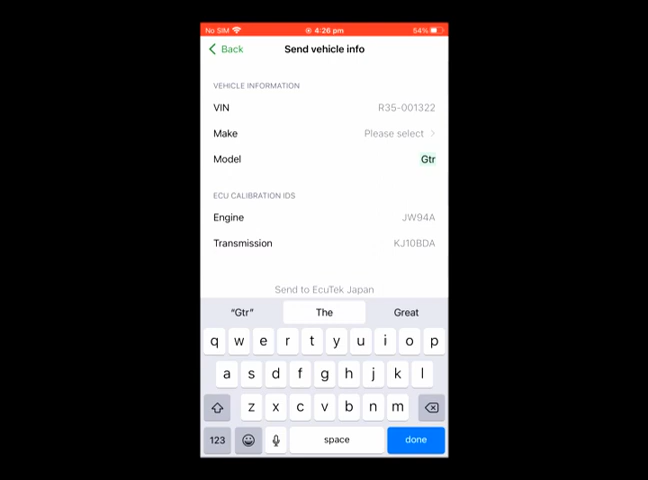 No SIM 4:26 pm 54%
Back Send vehicle info
VEHICLE INFORMATION
VIN R35-001322
Make Please select
Model Gtr
ECU CALIBRATION IDS
Engine JW94A
Transmission KJ10BDA
Send to EcuTek Japan
“Gtr” The Great
q w e r t y u i o p
a s d f g h j k l
z x c v b n m
123 space done